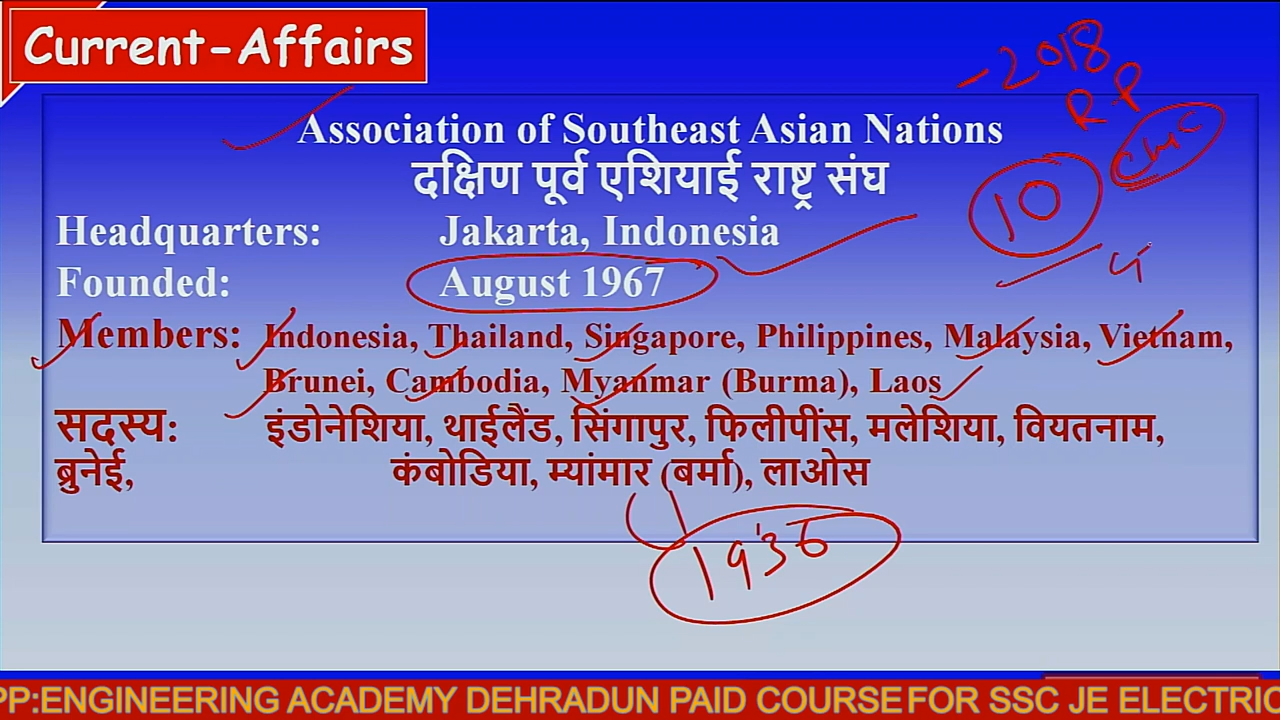 Current-Affairs
-2018
RP
Association of Southeast Asian Nations
दक्षिण पूर्व एशियाई राष्ट्र संघ
10
Headquarters: Jakarta, Indonesia
Founded: August 1967
Members: Indonesia, Thailand, Singapore, Philippines, Malaysia, Vietnam,
Brunei, Cambodia, Myanmar (Burma), Laos
सदस्य: इंडोनेशिया, थाईलैंड, सिंगापुर, फिलीपींस, मलेशिया, वियतनाम,
ब्रुनेई, कंबोडिया, म्यांमार (बर्मा), लाओस
1936
PP:ENGINEERING ACADEMY DEHRADUN PAID COURSE FOR SSC JE ELECTRIC